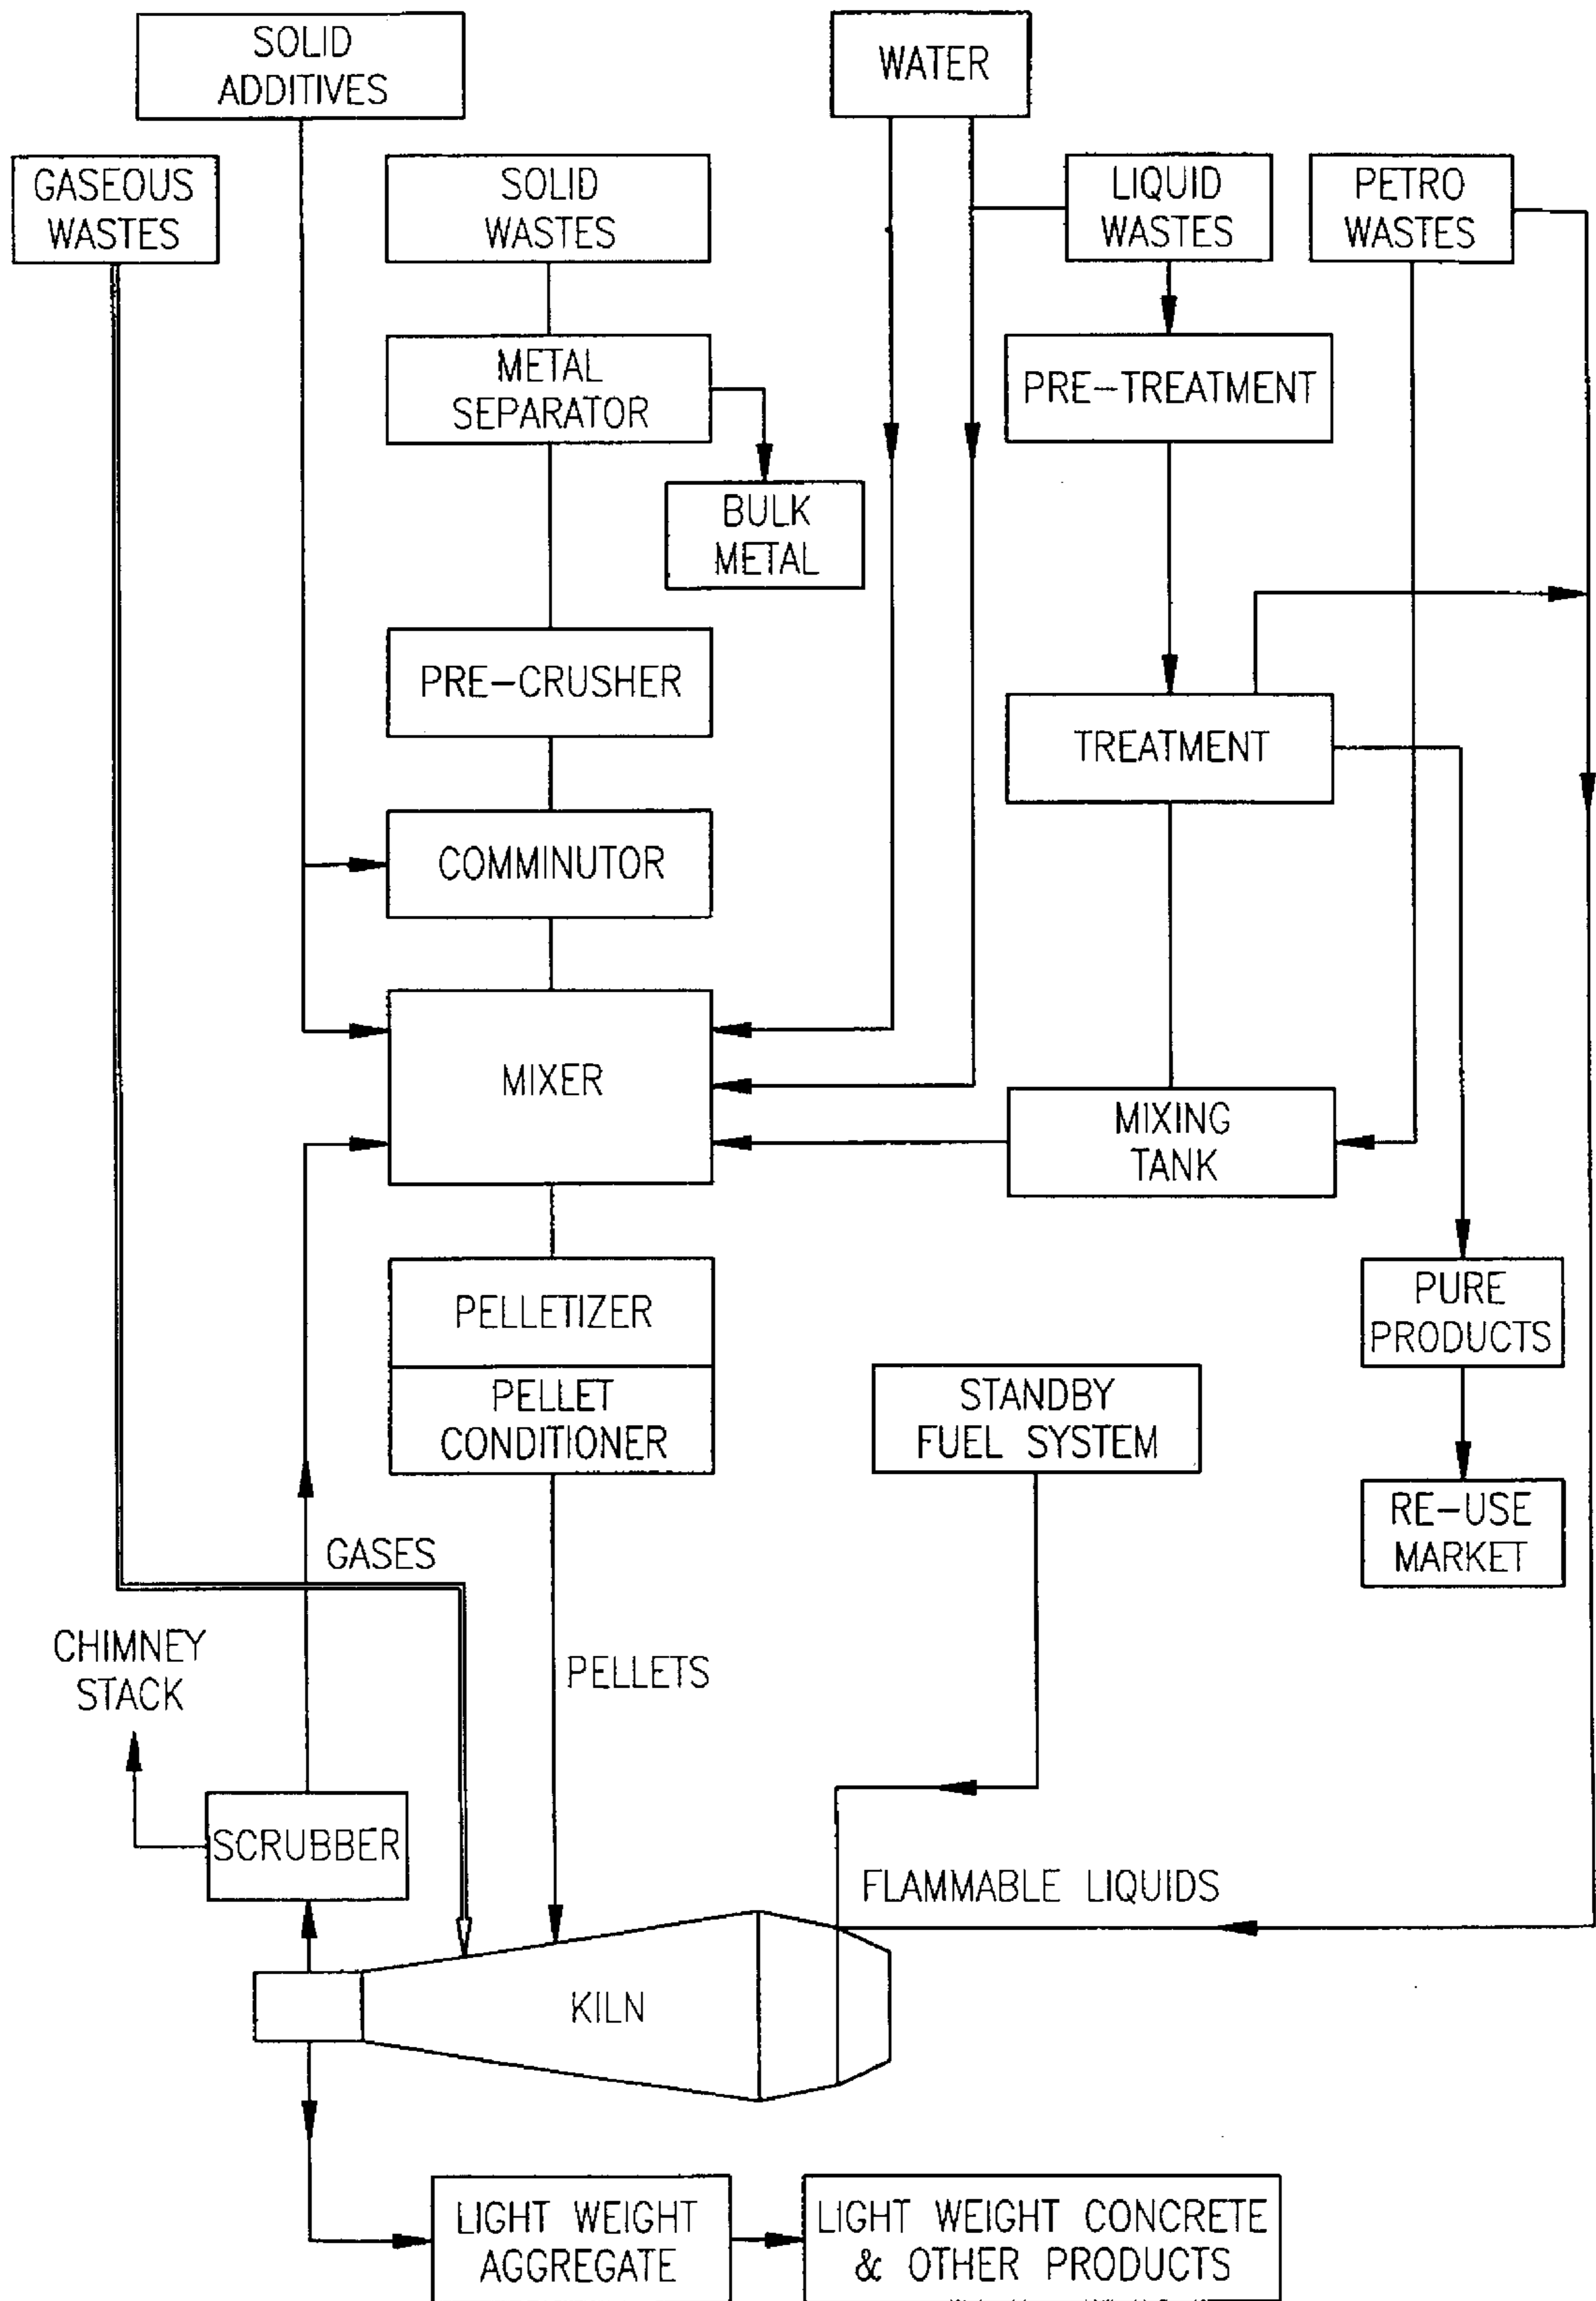 SOLID
ADDITIVES
WATER
GASEOUS
WASTES
SOLID
WASTES
LIQUID
WASTES
PETRO
WASTES
METAL
SEPARATOR
PRE-TREATMENT
BULK
METAL
PRE-CRUSHER
TREATMENT
COMMINUTOR
MIXER
MIXING
TANK
PELLETIZER
PURE
PRODUCTS
PELLET
CONDITIONER
STANDBY
FUEL SYSTEM
RE-USE
MARKET
GASES
CHIMNEY
STACK
PELLETS
SCRUBBER
FLAMMABLE LIQUIDS
KILN
LIGHT WEIGHT
AGGREGATE
LIGHT WEIGHT CONCRETE
& OTHER PRODUCTS